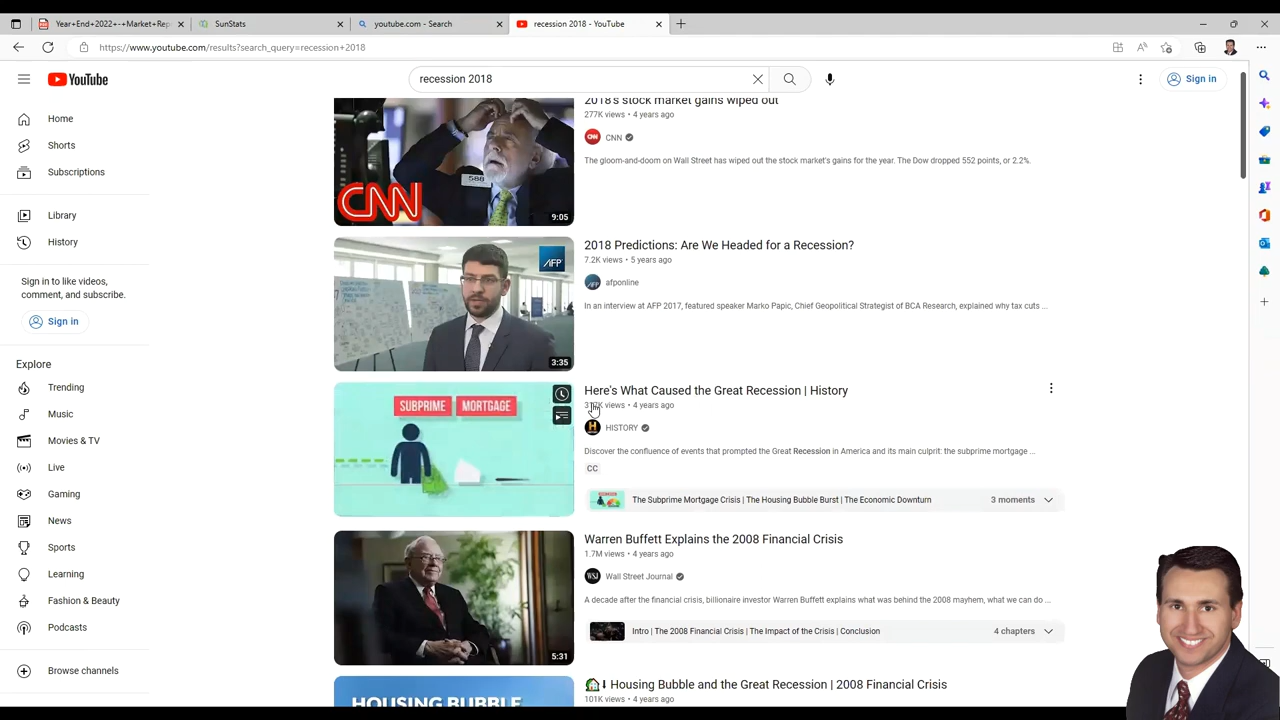 Year+End+2022+-+Market+Rep
SunStats
youtube.com - Search
recession 2018 - YouTube
https://www.youtube.com/results?search_query=recession+2018
YouTube
recession 2018
Sign in
Home
Shorts
Subscriptions
Library
History
Sign in to like videos,
comment, and subscribe.
Sign in
Explore
Trending
Music
Movies & TV
Live
Gaming
News
Sports
Learning
Fashion & Beauty
Podcasts
Browse channels
588
CNN
9:05
2018's stock market gains wiped out
277K views • 4 years ago
CNN
The gloom-and-doom on Wall Street has wiped out the stock market's gains for the year. The Dow dropped 552 points, or 2.2%.
AFP
3:35
2018 Predictions: Are We Headed for a Recession?
7.2K views • 5 years ago
afponline
In an interview at AFP 2017, featured speaker Marko Papic, Chief Geopolitical Strategist of BCA Research, explained why tax cuts ...
SUBPRIME MORTGAGE
Here's What Caused the Great Recession | History
views • 4 years ago
HISTORY
Discover the confluence of events that prompted the Great Recession in America and its main culprit: the subprime mortgage ...
CC
The Subprime Mortgage Crisis | The Housing Bubble Burst | The Economic Downturn
3 moments
5:31
Warren Buffett Explains the 2008 Financial Crisis
1.7M views • 4 years ago
WSJ
Wall Street Journal
A decade after the financial crisis, billionaire investor Warren Buffett explains what was behind the 2008 mayhem, what we can do ...
Intro | The 2008 Financial Crisis | The Impact of the Crisis | Conclusion
4 chapters
HOUSING BUBBLE
Housing Bubble and the Great Recession | 2008 Financial Crisis
101K views • 4 years ago